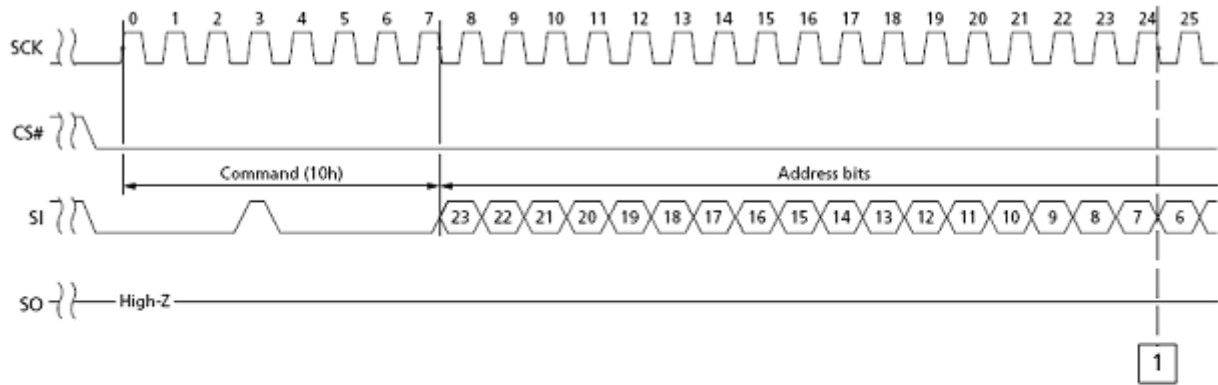 0 1 2 3 4 5 6 7 8 9 10 11 12 13 14 15 16 17 18 19 20 21 22 23 24 25
SCK
CS#
Command (10h) Address bits
SI 23 22 21 20 19 18 17 16 15 14 13 12 11 10 9 8 7 6
SO High-Z
1